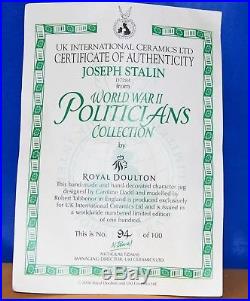 UK INTERNATIONAL CERAMICS LTD
CERTIFICATE OF AUTHENTICITY
JOSEPH STALIN
from
WORLD WAR II
POLITICIANS
COLLECTION
by
ROYAL DOULTON
This hand-made and hand-decorated character jug
designed by Caroline Dadd and modelled by
Robert Tabbenor in England is produced exclusively
for UK International Ceramics Ltd and is issued in
a worldwide numbered limited edition
of one hundred.
This is No. 94 of 100
MANAGING DIRECTOR, UK CERAMICS LTD